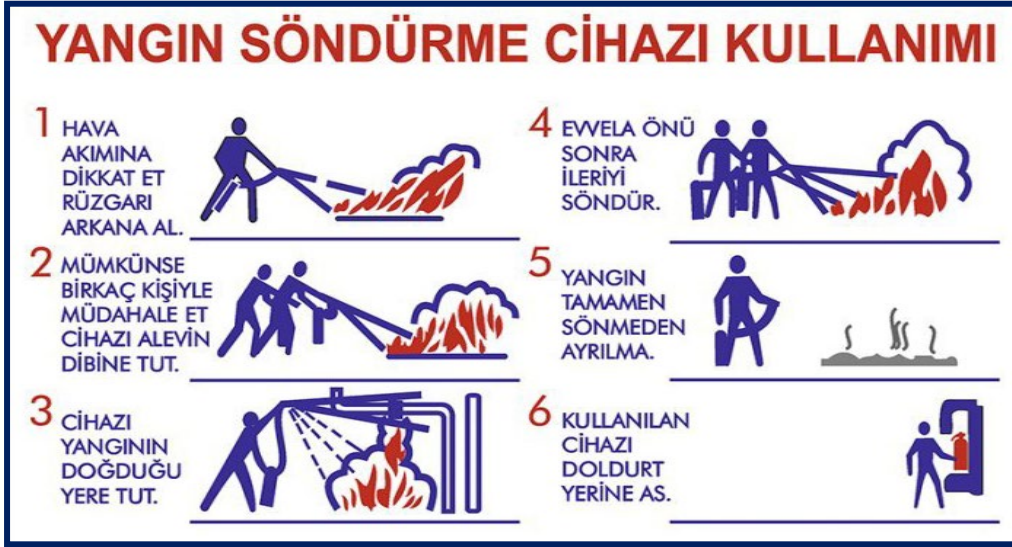 YANGIN SÖNDÜRME CİHAZI KULLANIMI
1 HAVA
AKIMINA
DİKKAT ET
RÜZGARI
ARKANA AL.
2 MÜMKÜNSE
BİRKAÇ KİŞİYLE
MÜDAHALE ET
CİHAZI ALEVİN
DİBİNE TUT.
3 CİHAZI
YANGININ
DOĞDUĞU
YERE TUT.
4 EVVELA ÖNÜ
SONRA
İLERİYİ
SÖNDÜR.
5 YANGIN
TAMAMEN
SÖNMEDEN
AYRILMA.
6 KULLANILAN
CİHAZI
DOLDURT
YERİNE AS.